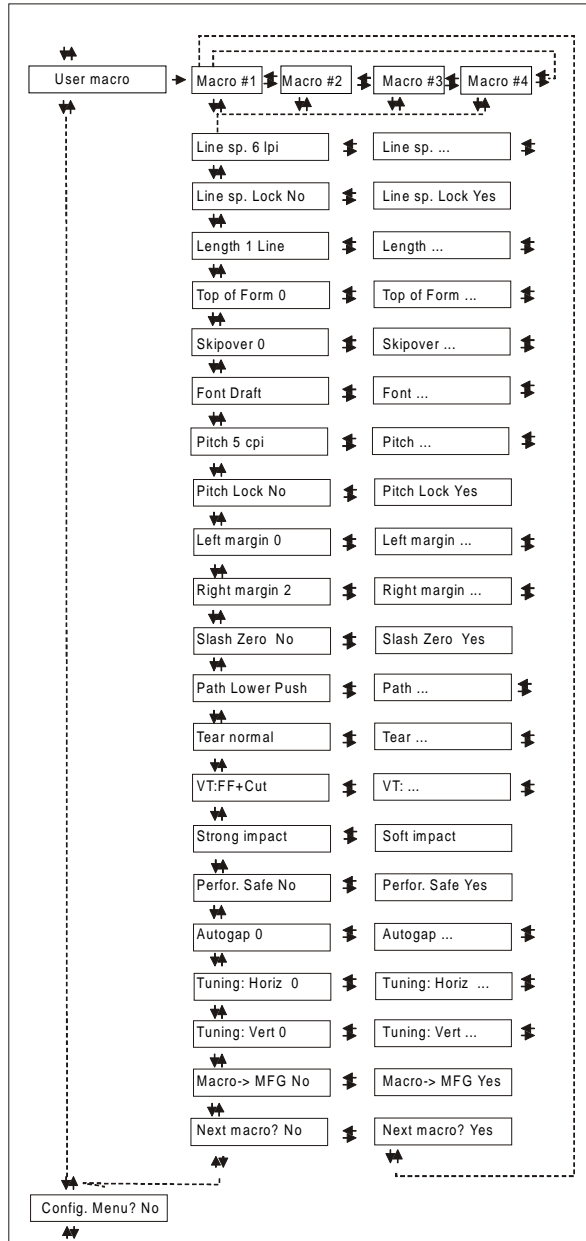 User macro Macro #1 Macro #2 Macro #3 Macro #4
Line sp. 6 lpi Line sp. ...
Line sp. Lock No Line sp. Lock Yes
Length 1 Line Length ...
Top of Form 0 Top of Form ...
Skipover 0 Skipover ...
Font Draft Font ...
Pitch 5 cpi Pitch ...
Pitch Lock No Pitch Lock Yes
Left margin 0 Left margin ...
Right margin 2 Right margin ...
Slash Zero No Slash Zero Yes
Path Lower Push Path ...
Tear normal Tear ...
VT:FF+Cut VT: ...
Strong impact Soft impact
Perfor. Safe No Perfor. Safe Yes
Autogap 0 Autogap ...
Tuning: Horiz 0 Tuning: Horiz ...
Tuning: Vert 0 Tuning: Vert ...
Macro-> MFG No Macro-> MFG Yes
Next macro? No Next macro? Yes
Config. Menu? No